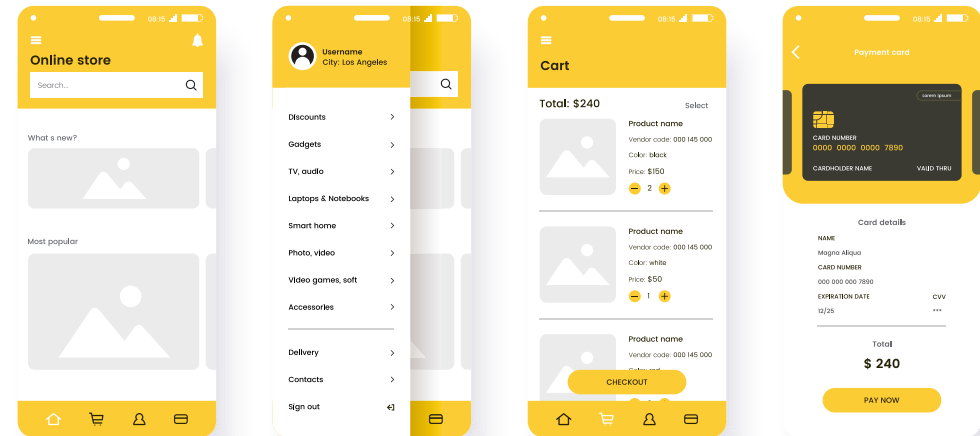 08:15
Online store
Search...
What s new?
Most popular
08:15
Username
City: Los Angeles
Discounts
Gadgets
TV, audio
Laptops & Notebooks
Smart home
Photo, video
Video games, soft
Accessories
Delivery
Contacts
Sign out
08:15
Cart
Total: $240 Select
Product name
Vendor code: 000 145 000
Color: black
Price: $150
2
Product name
Vendor code: 000 145 000
Color: white
Price: $50
1
Product name
Vendor code: 000 145 000
CHECKOUT
08:15
Payment card
Lorem Ipsum
CARD NUMBER
0000 0000 0000 7890
CARDHOLDER NAME VALID THRU
Card details
NAME
Magna Aliqua
CARD NUMBER
000 000 000 7890
EXPIRATION DATE CVV
12/25 ***
Total
$ 240
PAY NOW